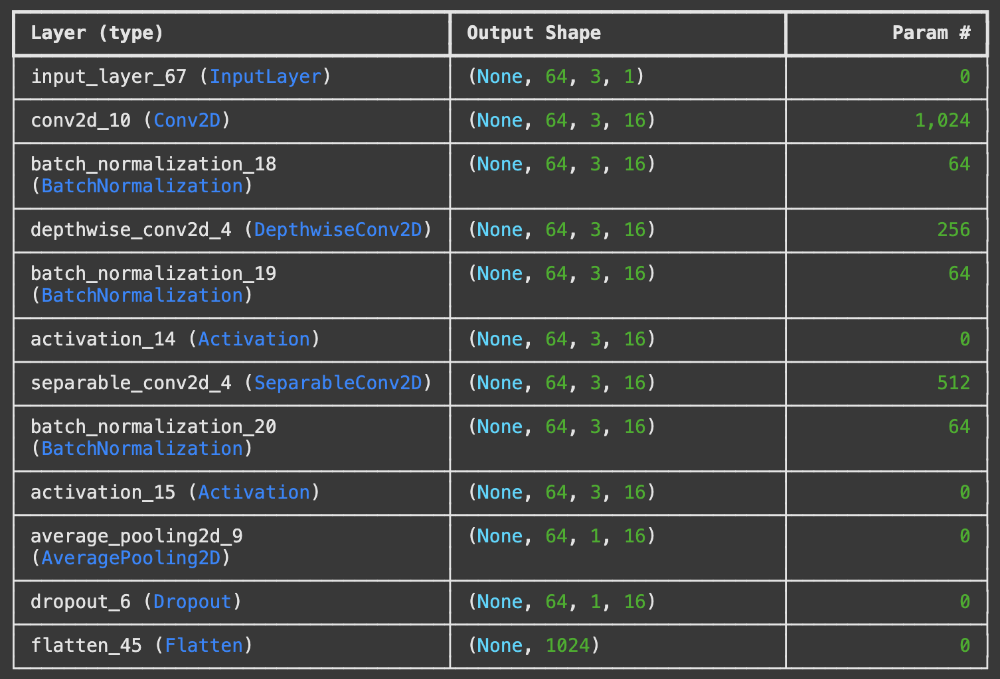 Layer (type) Output Shape Param #
input_layer_67 (InputLayer) (None, 64, 3, 1) 0
conv2d_10 (Conv2D) (None, 64, 3, 16) 1,024
batch_normalization_18 (None, 64, 3, 16) 64
(BatchNormalization)
depthwise_conv2d_4 (DepthwiseConv2D) (None, 64, 3, 16) 256
batch_normalization_19 (None, 64, 3, 16) 64
(BatchNormalization)
activation_14 (Activation) (None, 64, 3, 16) 0
separable_conv2d_4 (SeparableConv2D) (None, 64, 3, 16) 512
batch_normalization_20 (None, 64, 3, 16) 64
(BatchNormalization)
activation_15 (Activation) (None, 64, 3, 16) 0
average_pooling2d_9 (None, 64, 1, 16) 0
(AveragePooling2D)
dropout_6 (Dropout) (None, 64, 1, 16) 0
flatten_45 (Flatten) (None, 1024) 0